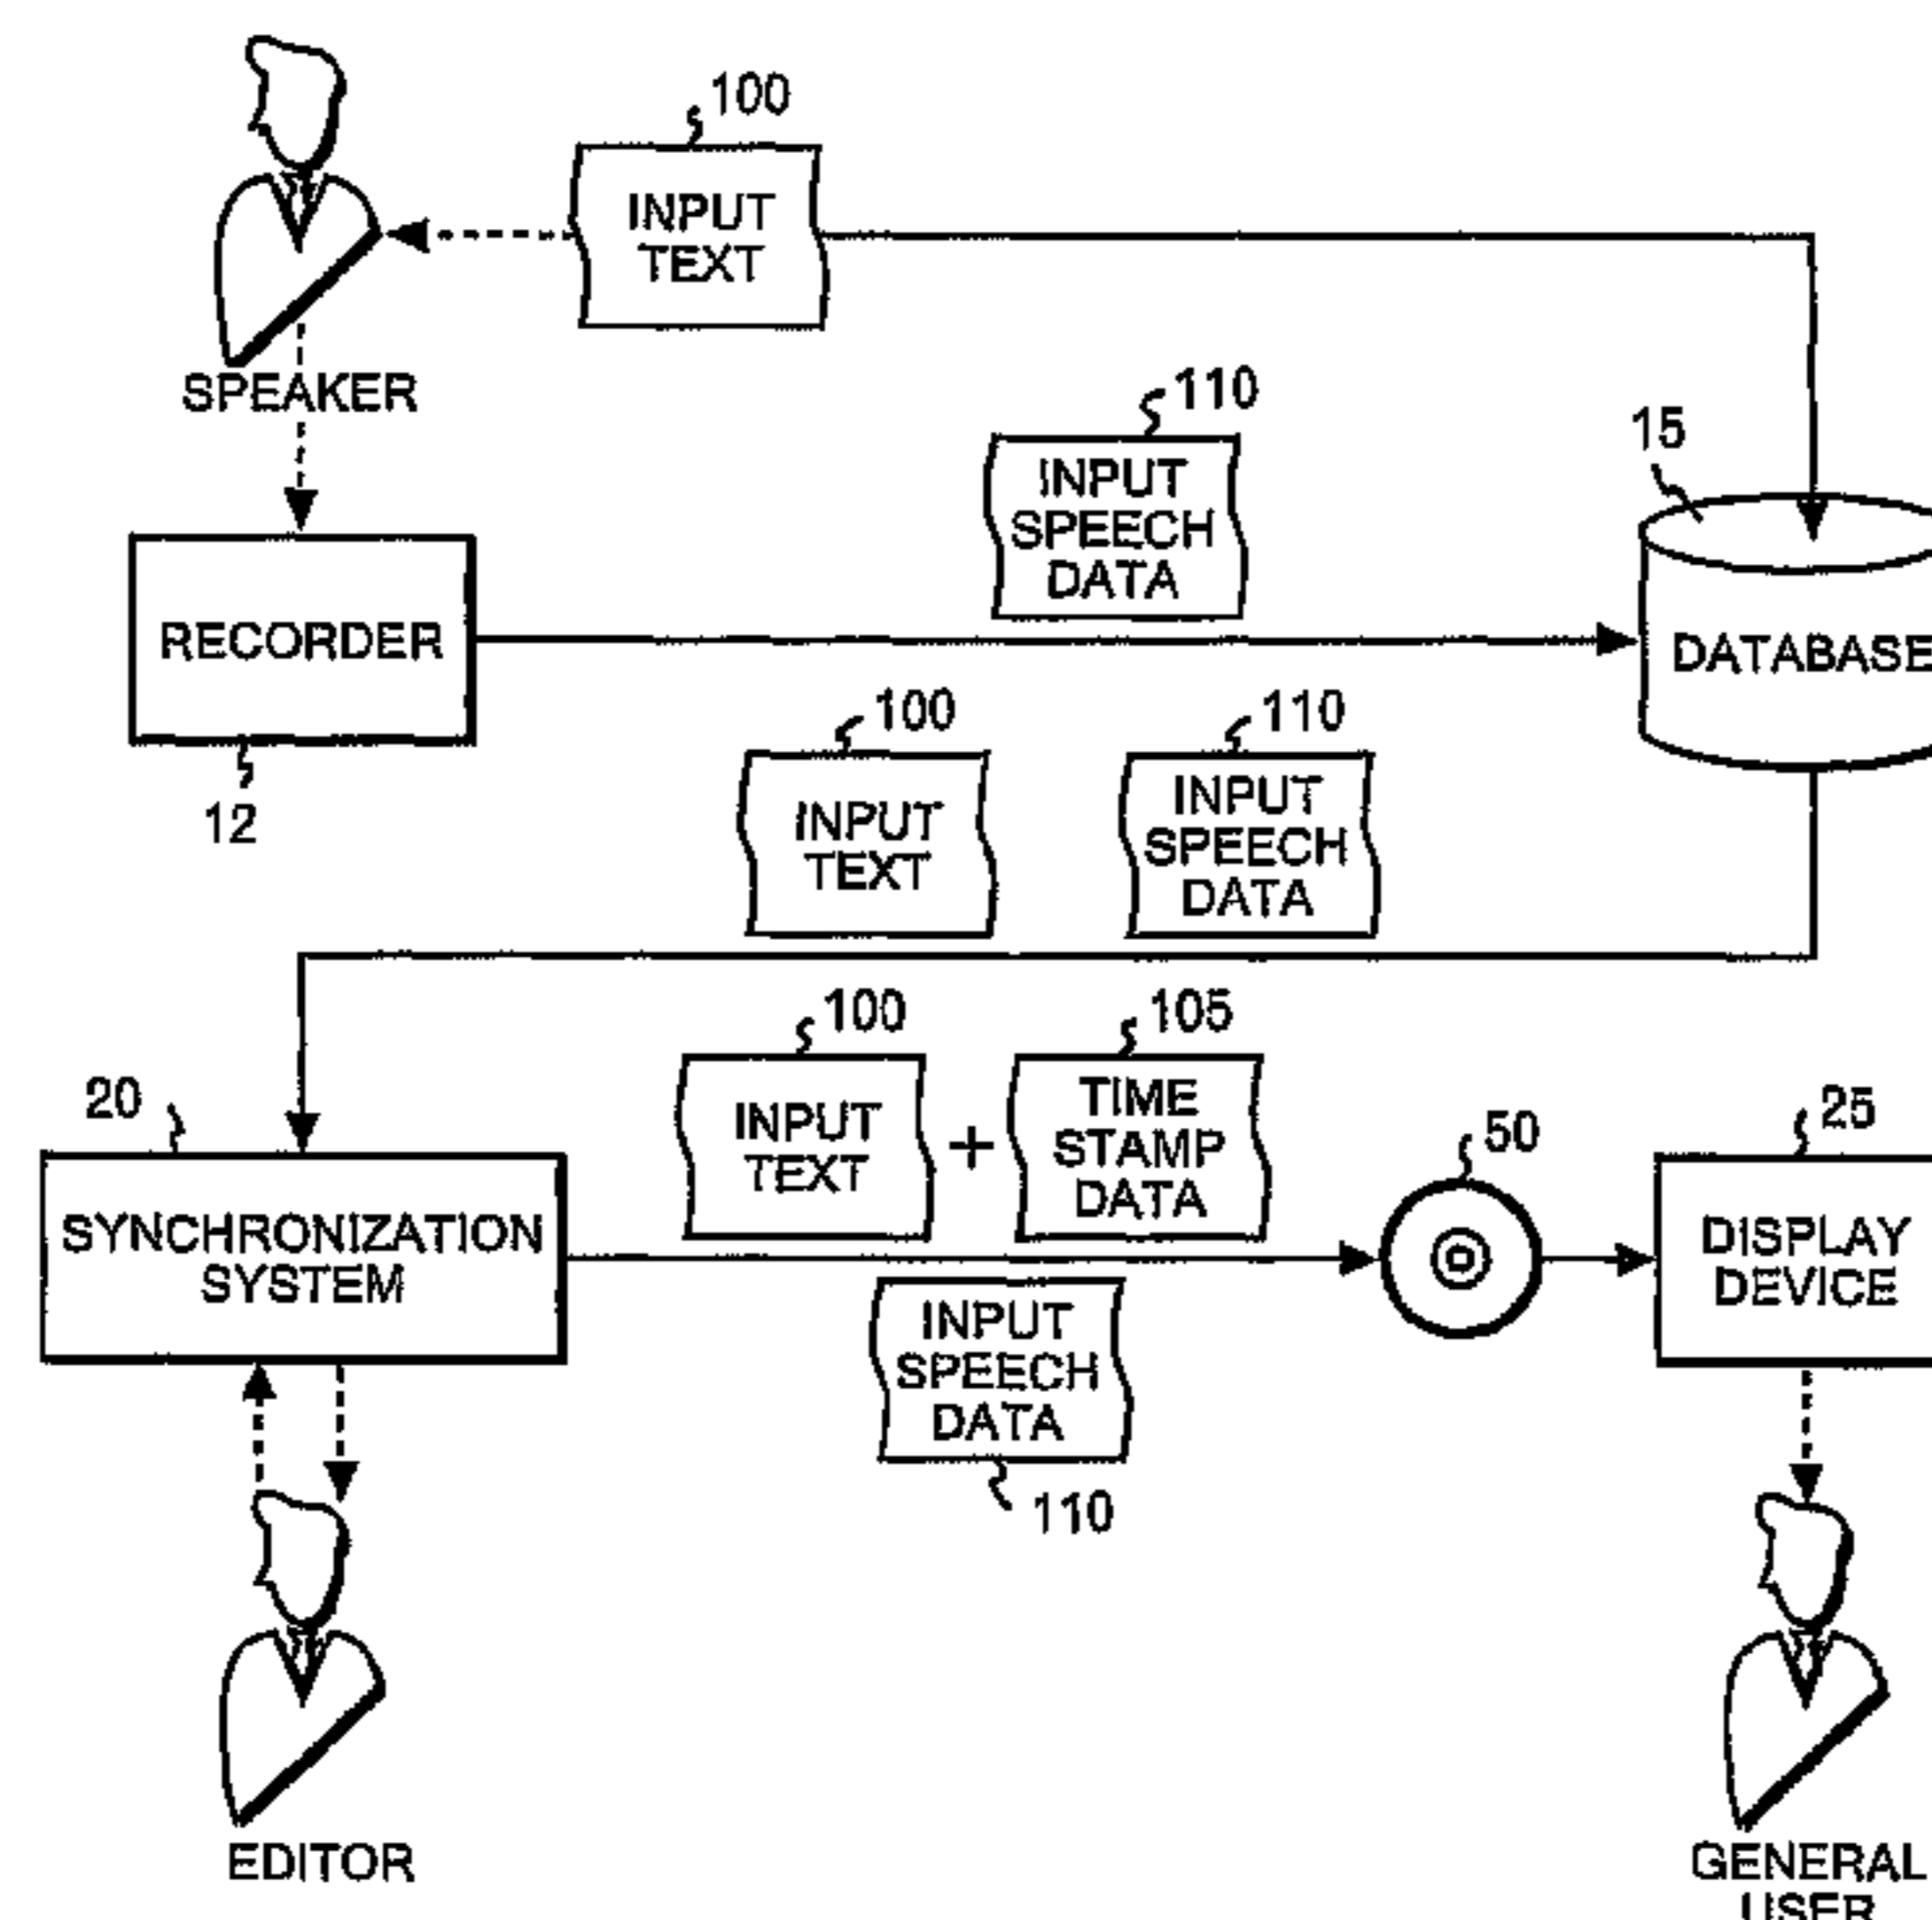 100
INPUT
TEXT
SPEAKER
110
INPUT
SPEECH
DATA
15
RECORDER
DATABASE
12
100
INPUT
TEXT
110
INPUT
SPEECH
DATA
100
INPUT
TEXT
+
105
TIME
STAMP
DATA
20
SYNCHRONIZATION
SYSTEM
50
25
DISPLAY
DEVICE
INPUT
SPEECH
DATA
110
EDITOR
GENERAL
USER